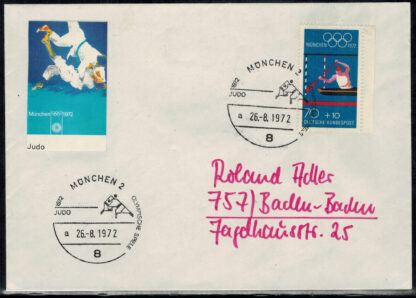 München 1972
Judo
MÜNCHEN 1972
70+10
DEUTSCHE BUNDESPOST
MÜNCHEN 2
1972
JUDO
a 26.-8.1972
8
MÜNCHEN 2
1972
JUDO
OLYMPISCHE SPIELE
a 26.-8.1972
8
Roland Adler
757) Baden-Baden
Jagdhausstr. 25